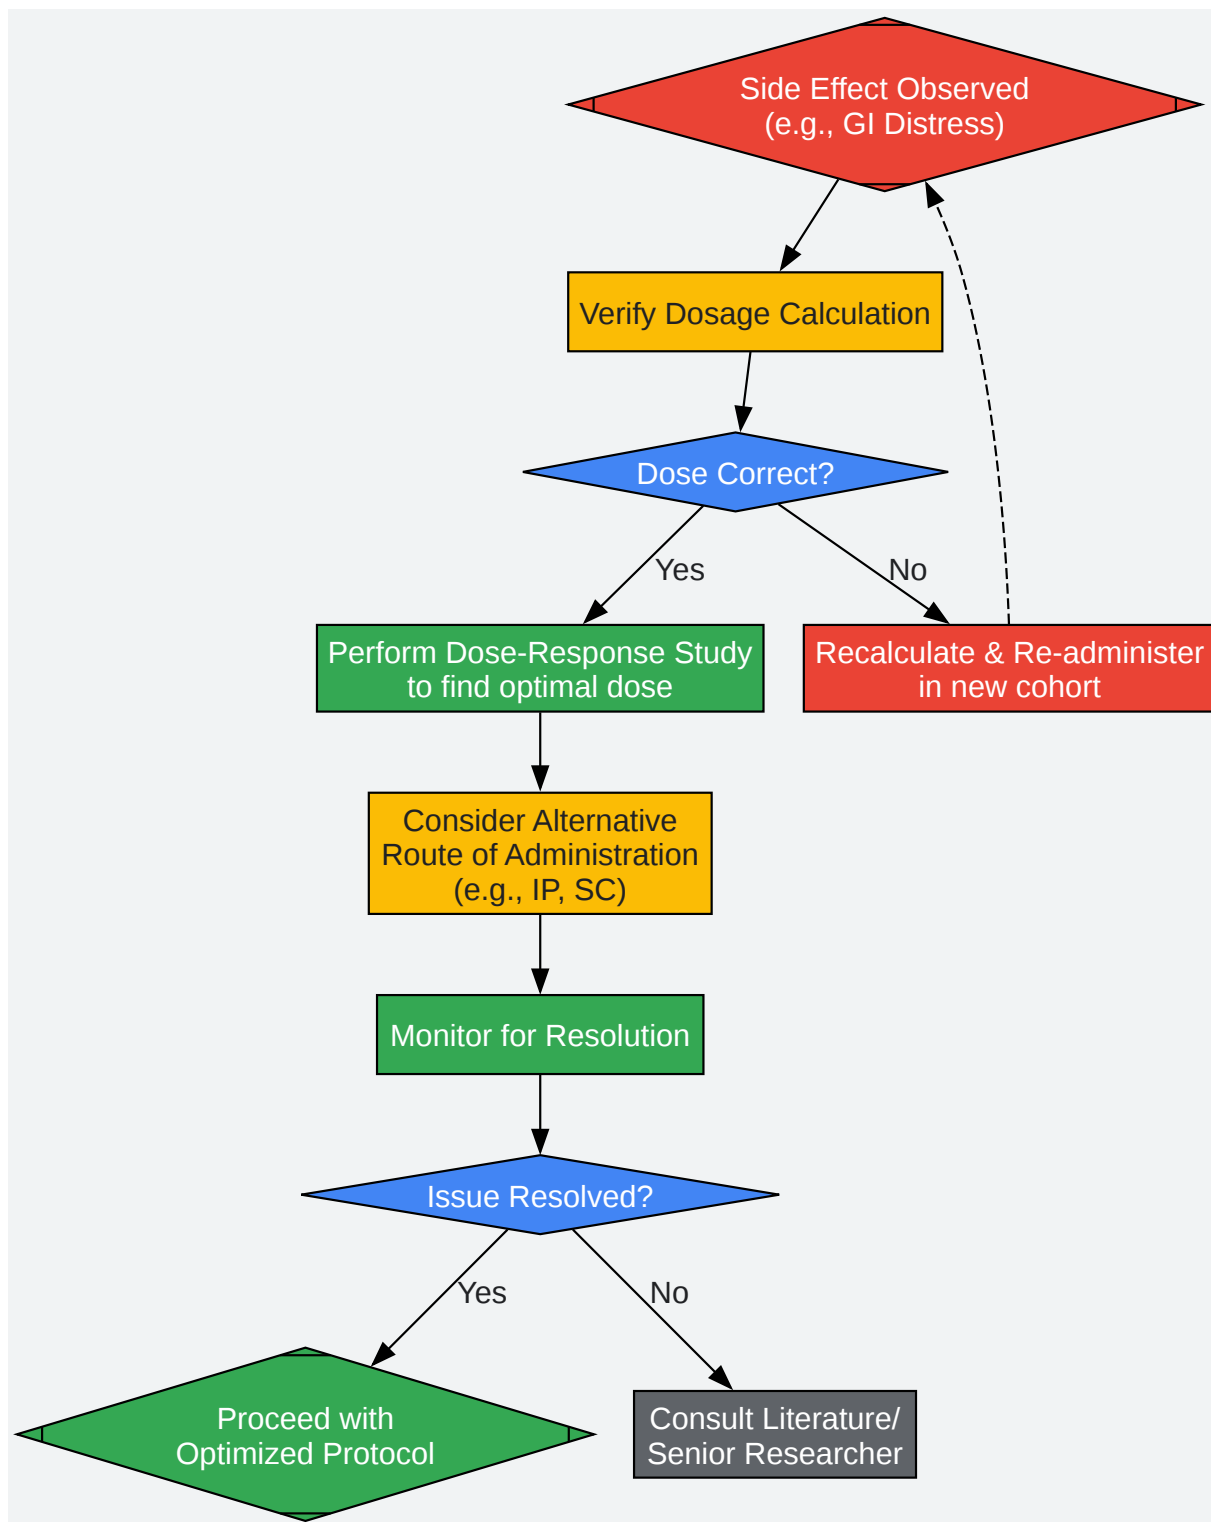 Side Effect Observed
(e.g., GI Distress)
Verify Dosage Calculation
Dose Correct?
Yes
No
Perform Dose-Response Study
to find optimal dose
Recalculate & Re-administer
in new cohort
Consider Alternative
Route of Administration
(e.g., IP, SC)
Monitor for Resolution
Issue Resolved?
Yes
No
Proceed with
Optimized Protocol
Consult Literature/
Senior Researcher